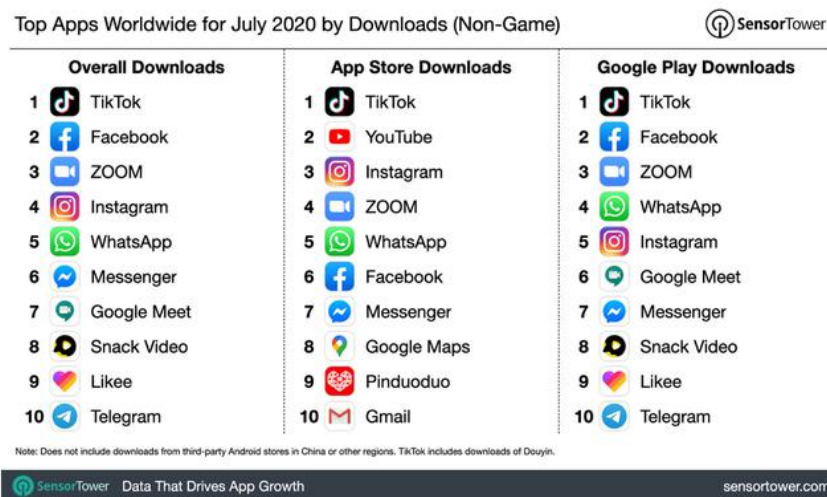 Top Apps Worldwide for July 2020 by Downloads (Non-Game)
SensorTower
Overall Downloads
1 TikTok
2 Facebook
3 ZOOM
4 Instagram
5 WhatsApp
6 Messenger
7 Google Meet
8 Snack Video
9 Likee
10 Telegram
App Store Downloads
1 TikTok
2 YouTube
3 Instagram
4 ZOOM
5 WhatsApp
6 Facebook
7 Messenger
8 Google Maps
9 Pinduoduo
10 Gmail
Google Play Downloads
1 TikTok
2 Facebook
3 ZOOM
4 WhatsApp
5 Instagram
6 Google Meet
7 Messenger
8 Snack Video
9 Likee
10 Telegram
Note: Does not include downloads from third-party Android stores in China or other regions. TikTok includes downloads of Douyin.
SensorTower Data That Drives App Growth
sensortower.com